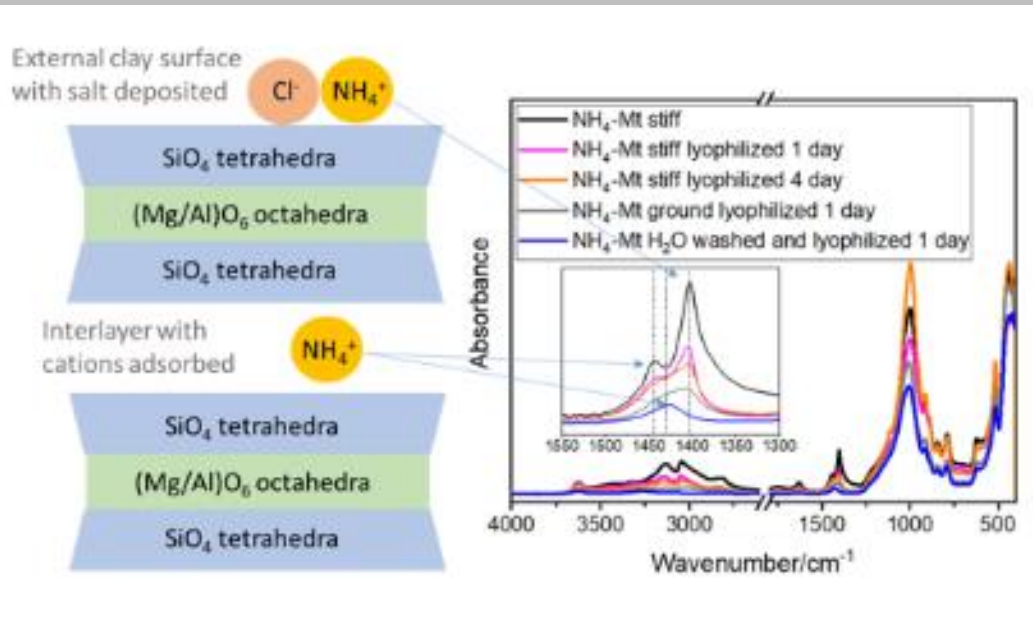 External clay surface
with salt deposited
Cl⁻
NH₄⁺
SiO₄ tetrahedra
(Mg/Al)O₆ octahedra
SiO₄ tetrahedra
Interlayer with
cations adsorbed
NH₄⁺
SiO₄ tetrahedra
(Mg/Al)O₆ octahedra
SiO₄ tetrahedra
Absorbance
NH₄-Mt stiff
NH₄-Mt stiff lyophilized 1 day
NH₄-Mt stiff lyophilized 4 day
NH₄-Mt ground lyophilized 1 day
NH₄-Mt H₂O washed and lyophilized 1 day
1550 1500 1450 1400 1350 1300
4000 3500 3000 1500 1000 500
Wavenumber/cm⁻¹